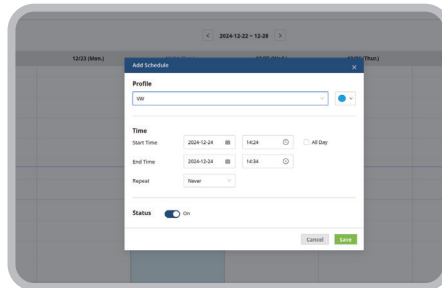 < 2024-12-22 ~ 12-28 >
12/23 (Mon.)
Add Schedule ×
Profile
VW
Time
Start Time 2024-12-24 14:24 All Day
End Time 2024-12-24 14:34
Repeat Never
Status On
Cancel Save